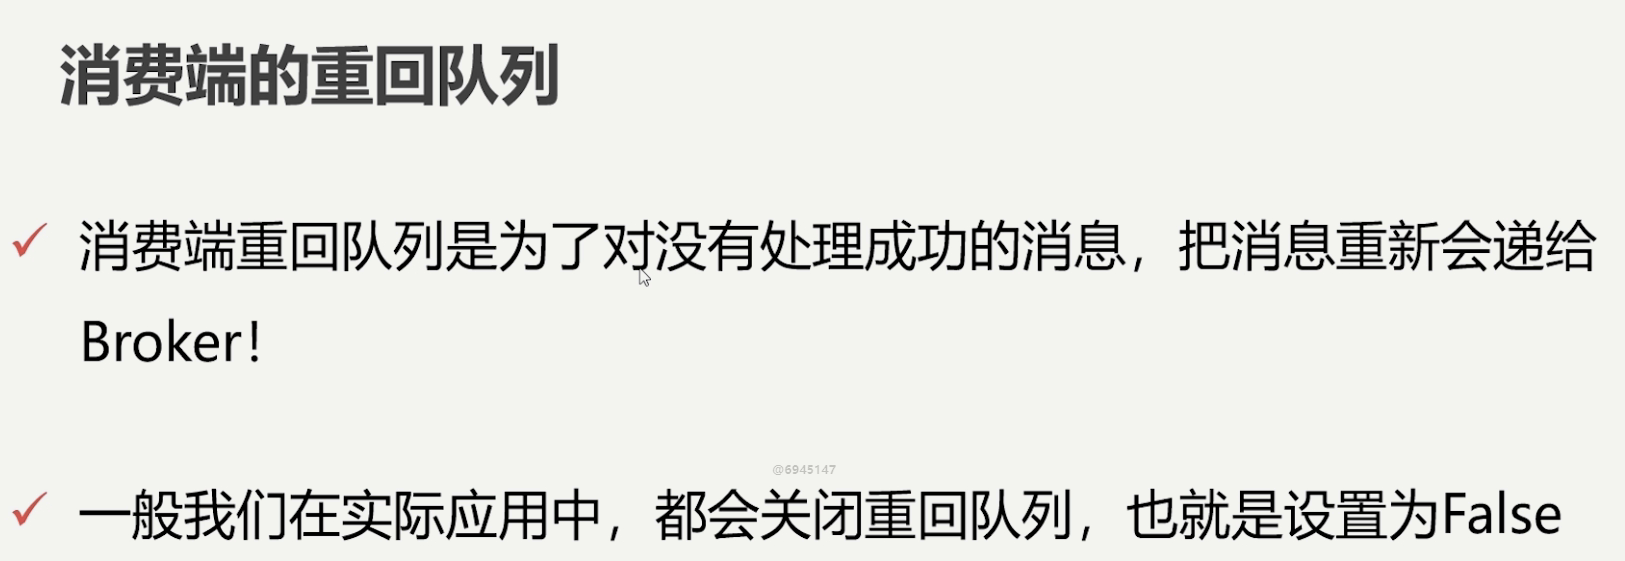 消费端的重回队列
消费端重回队列是为了对没有处理成功的消息，把消息重新会递给
Broker！
@6945147
一般我们在实际应用中，都会关闭重回队列，也就是设置为False